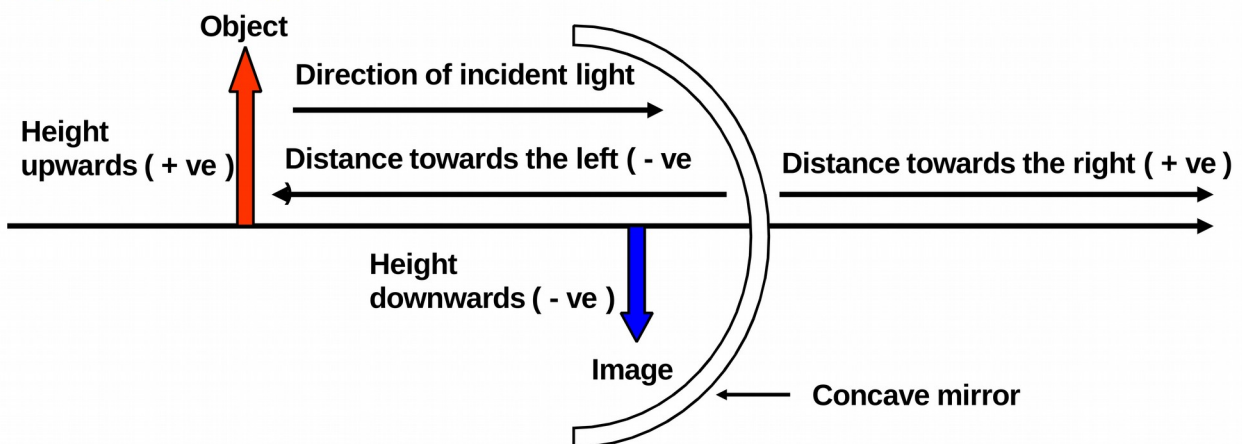 Object
Direction of incident light
Height
upwards ( + ve )
Distance towards the left ( - ve
)
Distance towards the right ( + ve )
Height
downwards ( - ve )
Image
Concave mirror